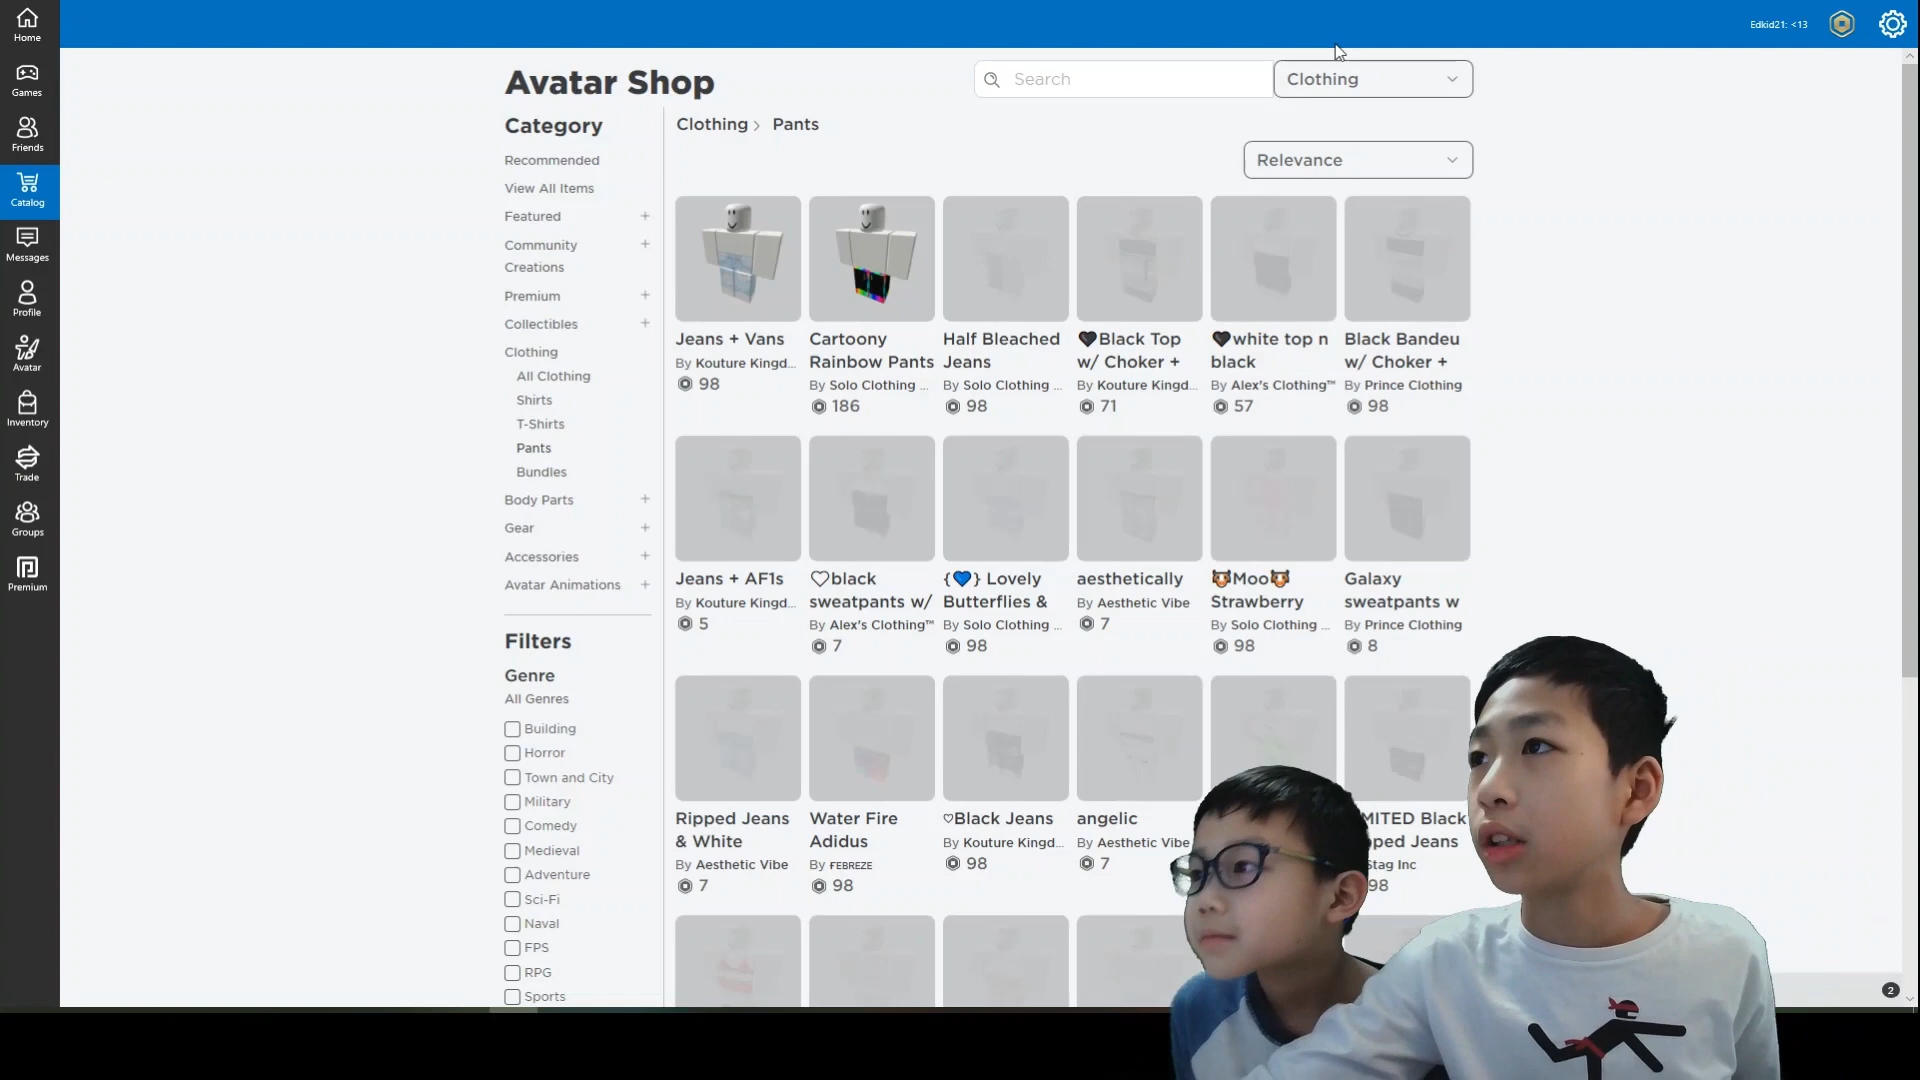 Home
Games
Friends
Catalog
Messages
Profile
Avatar
Inventory
Trade
Groups
Premium
Edkid21: <13
Avatar Shop
Search
Clothing
Category
Recommended
View All Items
Featured +
Community +
Creations
Premium +
Collectibles +
Clothing
All Clothing
Shirts
T-Shirts
Pants
Bundles
Body Parts +
Gear +
Accessories +
Avatar Animations +
Filters
Genre
All Genres
Building
Horror
Town and City
Military
Comedy
Medieval
Adventure
Sci-Fi
Naval
FPS
RPG
Sports
Clothing > Pants
Relevance
Jeans + Vans
By Kouture Kingd...
98
Cartoony
Rainbow Pants
By Solo Clothing ...
186
Half Bleached
Jeans
By Solo Clothing ...
98
🖤Black Top
w/ Choker +
By Kouture Kingd...
71
🖤white top n
black
By Alex's Clothing™
57
Black Bandeu
w/ Choker +
By Prince Clothing
98
Jeans + AF1s
By Kouture Kingd...
5
♡black
sweatpants w/
By Alex's Clothing™
7
{💙} Lovely
Butterflies &
By Solo Clothing ...
98
aesthetically
By Aesthetic Vibe
7
🐮Moo🐮
Strawberry
By Solo Clothing ...
98
Galaxy
sweatpants w
By Prince Clothing
8
Ripped Jeans
& White
By Aesthetic Vibe
7
Water Fire
Adidus
By FEBREZE
98
♡Black Jeans
By Kouture Kingd...
98
angelic
By Aesthetic Vibe
7
MITED Black
pped Jeans
Stag Inc
98
2